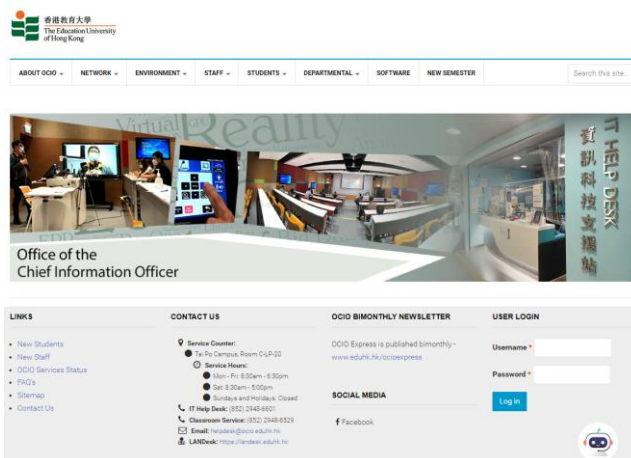 香港教育大學
The Education University
of Hong Kong
ABOUT OCIO
NETWORK
ENVIRONMENT
STAFF
STUDENTS
DEPARTMENTAL
SOFTWARE
NEW SEMESTER
Search this site...
Virtual Reality
IT HELP DESK
資訊科技支援站
Office of the
Chief Information Officer
LINKS
New Students
New Staff
OCIO Services Status
FAQ's
Sitemap
Contact Us
CONTACT US
Service Counter:
Tai Po Campus, Room C-LP-20
Service Hours:
Mon - Fri: 8:30am - 6:30pm
Sat: 8:30am - 5:00pm
Sundays and Holidays: Closed
IT Help Desk: (852) 2948-6601
Classroom Service: (852) 2948-6529
Email: helpdesk@ocio.eduhk.hk
LANDesk: https://landesk.eduhk.hk
OCIO BIMONTHLY NEWSLETTER
OCIO Express is published bimonthly -
www.eduhk.hk/ocioexpress
SOCIAL MEDIA
Facebook
USER LOGIN
Username *
Password *
Log in